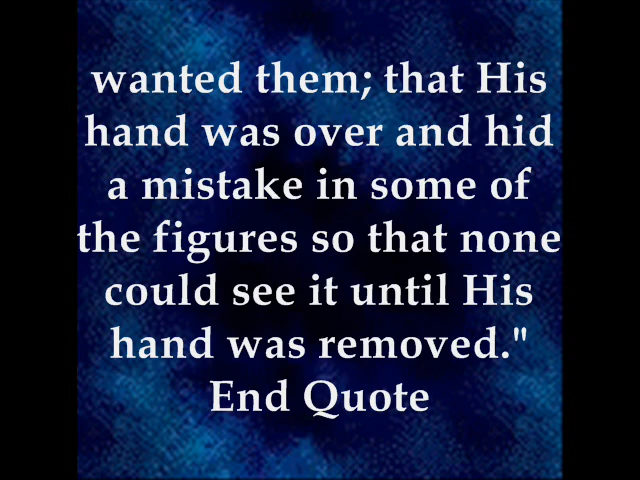 wanted them; that His
hand was over and hid
a mistake in some of
the figures so that none
could see it until His
hand was removed."
End Quote